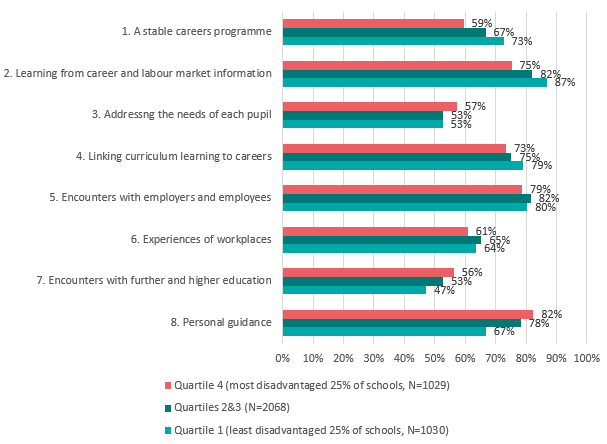 59%
1. A stable careers programme
67%
73%
75%
2. Learning from career and labour market information
82%
87%
57%
3. Addressng the needs of each pupil
53%
53%
73%
4. Linking curriculum learning to careers
75%
79%
79%
5. Encounters with employers and employees
82%
80%
61%
6. Experiences of workplaces
65%
64%
56%
7. Encounters with further and higher education
53%
47%
82%
8. Personal guidance
78%
67%
0% 10% 20% 30% 40% 50% 60% 70% 80% 90% 100%
Quartile 4 (most disadvantaged 25% of schools, N=1029)
Quartiles 2&3 (N=2068)
Quartile 1 (least disadvantaged 25% of schools, N=1030)